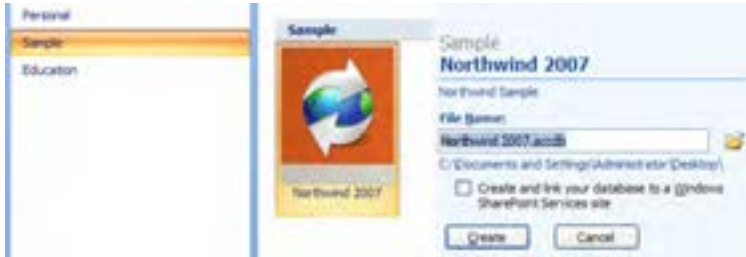 Personal
Sample
Education
Sample
Northwind 2007
Sample
Northwind 2007
Northwind Sample
File Name:
Northwind 2007.accdb
C:\Documents and Settings\Administrator\Desktop\
Create and link your database to a Windows
SharePoint Services site
Create
Cancel